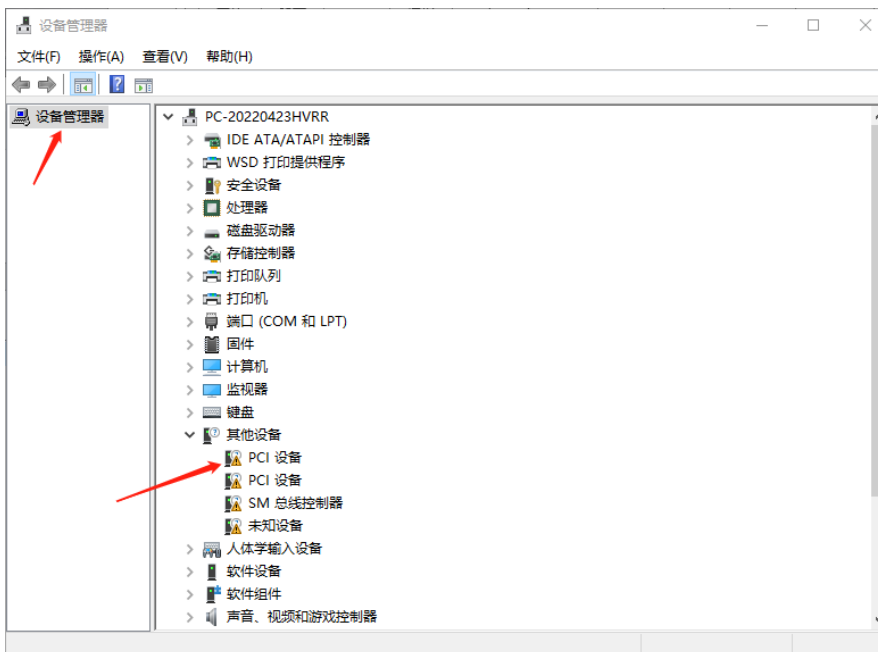 设备管理器
文件(F) 操作(A) 查看(V) 帮助(H)
设备管理器
PC-20220423HVRR
IDE ATA/ATAPI 控制器
WSD 打印提供程序
安全设备
处理器
磁盘驱动器
存储控制器
打印队列
打印机
端口 (COM 和 LPT)
固件
计算机
监视器
键盘
其他设备
PCI 设备
PCI 设备
SM 总线控制器
未知设备
人体学输入设备
软件设备
软件组件
声音、视频和游戏控制器